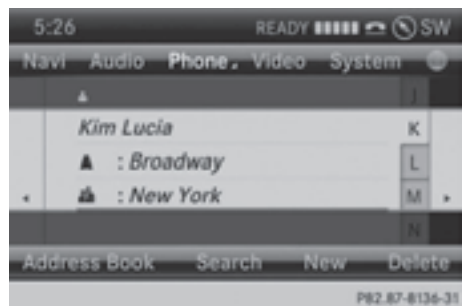 5:26 READY SW
Navi Audio Phone Video System
J
Kim Lucia K
: Broadway L
: New York M
N
Address Book Search New Delete
P82.87-8136-31